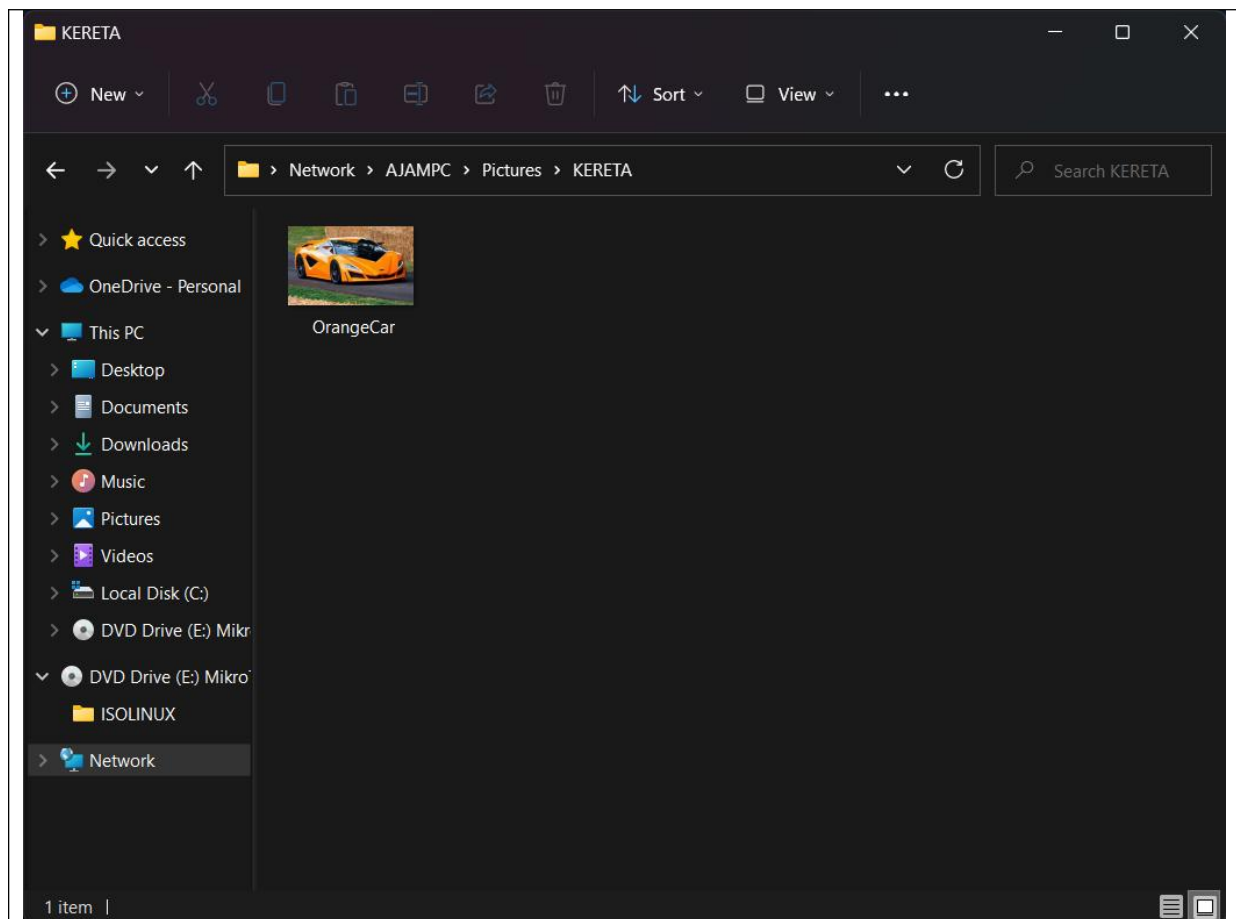 KERETA
New
Sort
View
Network > AJAMPC > Pictures > KERETA
Search KERETA
Quick access
OneDrive - Personal
This PC
Desktop
Documents
Downloads
Music
Pictures
Videos
Local Disk (C:)
DVD Drive (E:) Mikr
DVD Drive (E:) Mikro
ISOLINUX
Network
OrangeCar
1 item